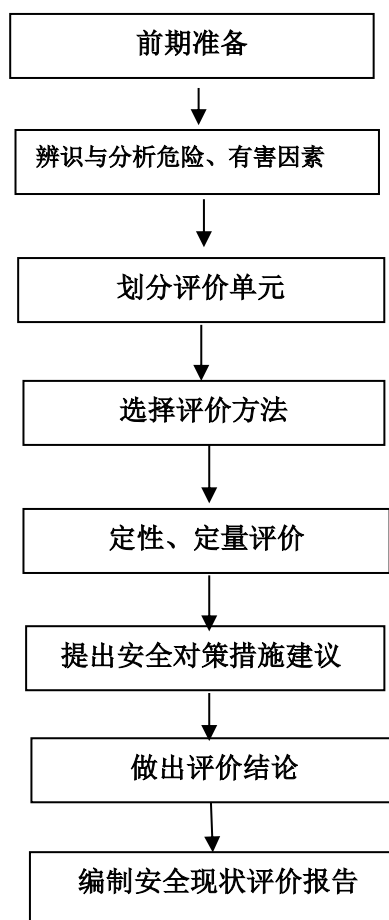 前期准备
辨识与分析危险、有害因素
划分评价单元
选择评价方法
定性、定量评价
提出安全对策措施建议
做出评价结论
编制安全现状评价报告